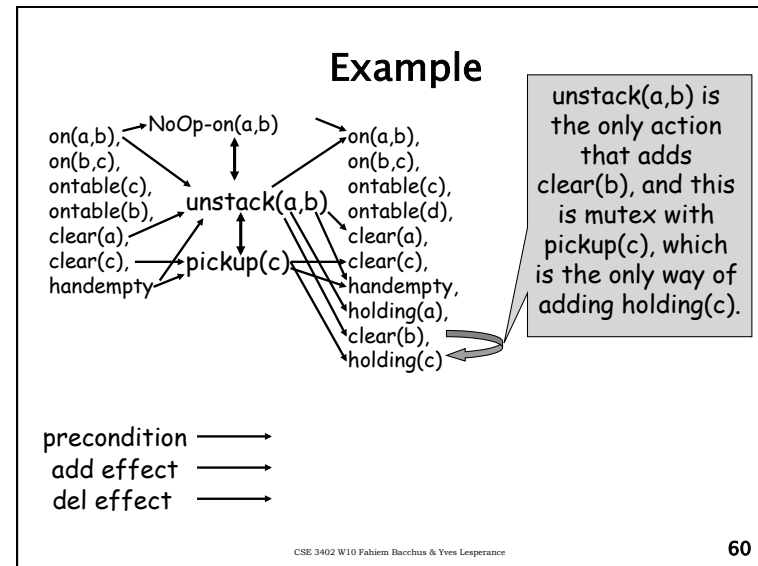 Example
on(a,b),
on(b,c),
ontable(c),
ontable(b),
clear(a),
clear(c),
handempty
NoOp-on(a,b)
unstack(a,b)
pickup(c)
on(a,b),
on(b,c),
ontable(c),
ontable(d),
clear(a),
clear(c),
handempty,
holding(a),
clear(b),
holding(c)
unstack(a,b) is
the only action
that adds
clear(b), and this
is mutex with
pickup(c), which
is the only way of
adding holding(c).
precondition
add effect
del effect
CSE 3402 W10 Fahiem Bacchus & Yves Lesperance
60